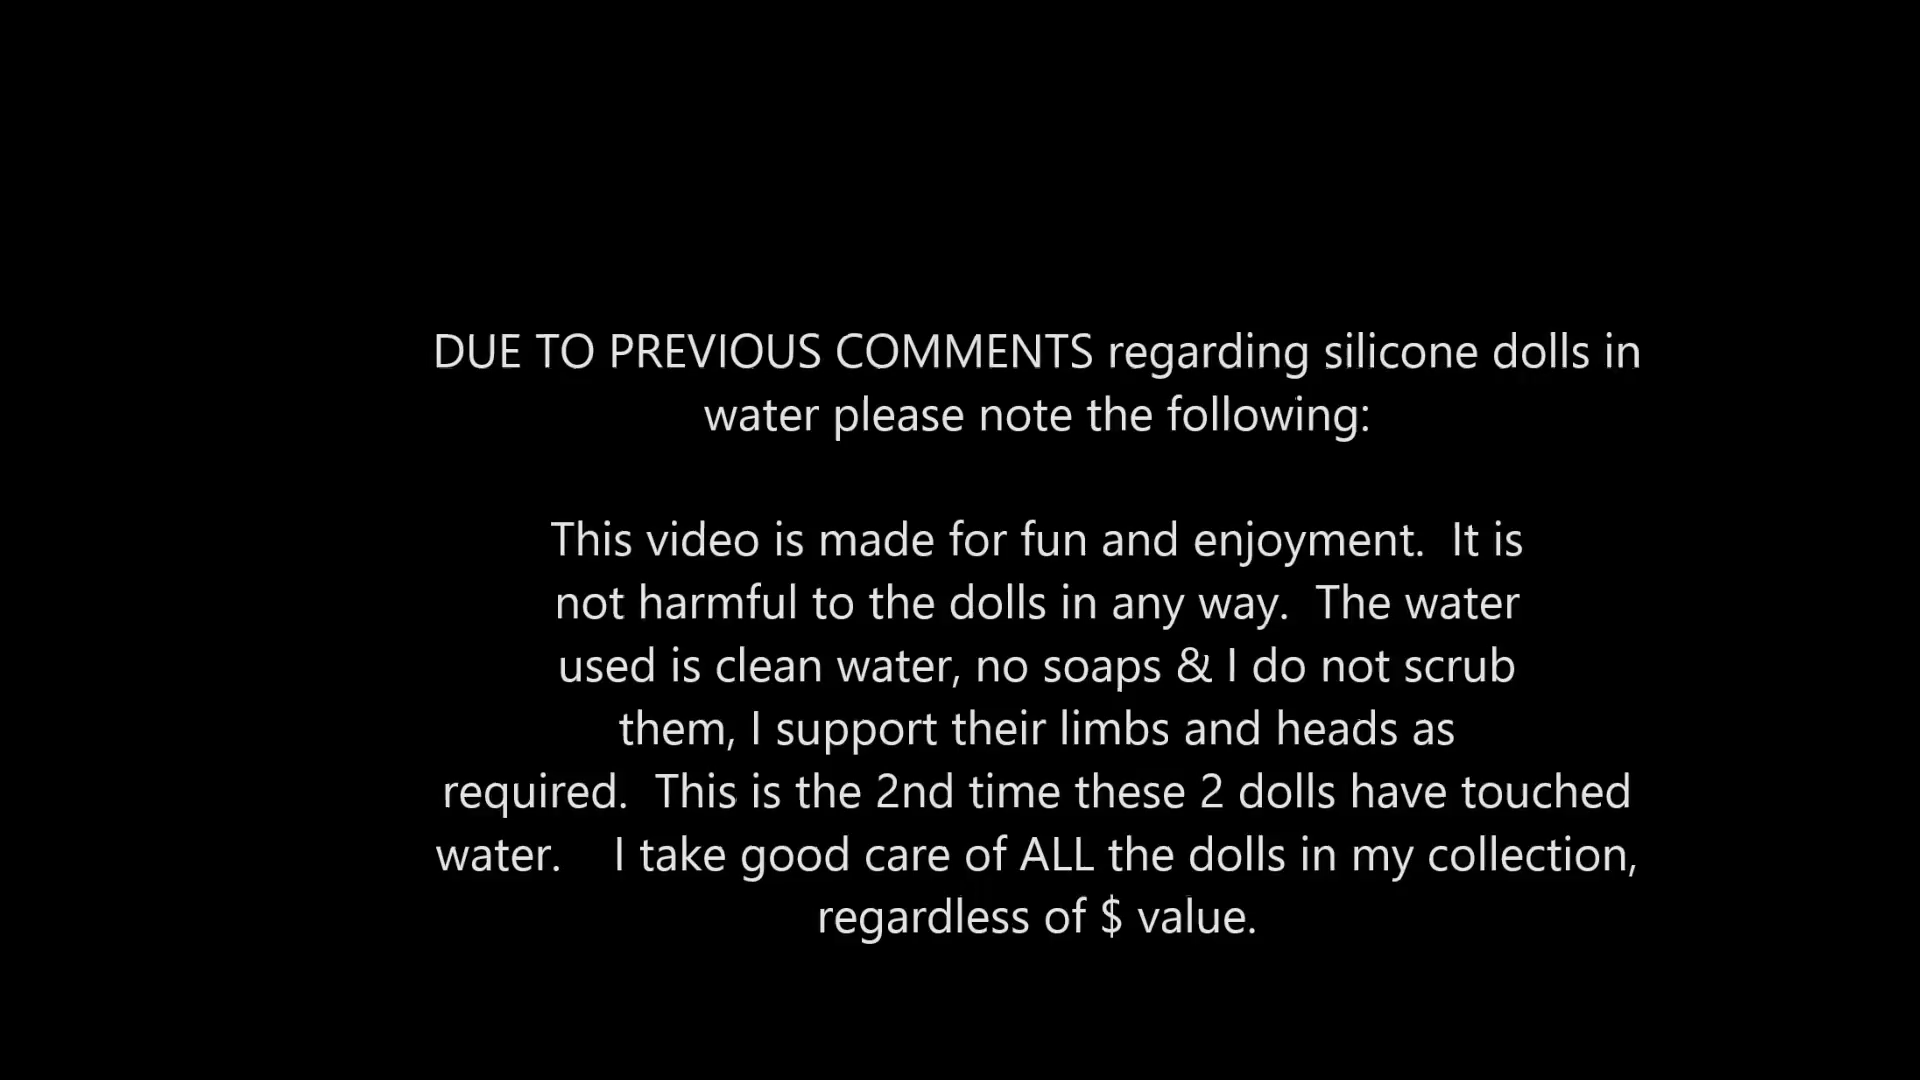 DUE TO PREVIOUS COMMENTS regarding silicone dolls in
water please note the following:
This video is made for fun and enjoyment.  It is
not harmful to the dolls in any way.  The water
used is clean water, no soaps & I do not scrub
them, I support their limbs and heads as
required.  This is the 2nd time these 2 dolls have touched
water.    I take good care of ALL the dolls in my collection,
regardless of $ value.